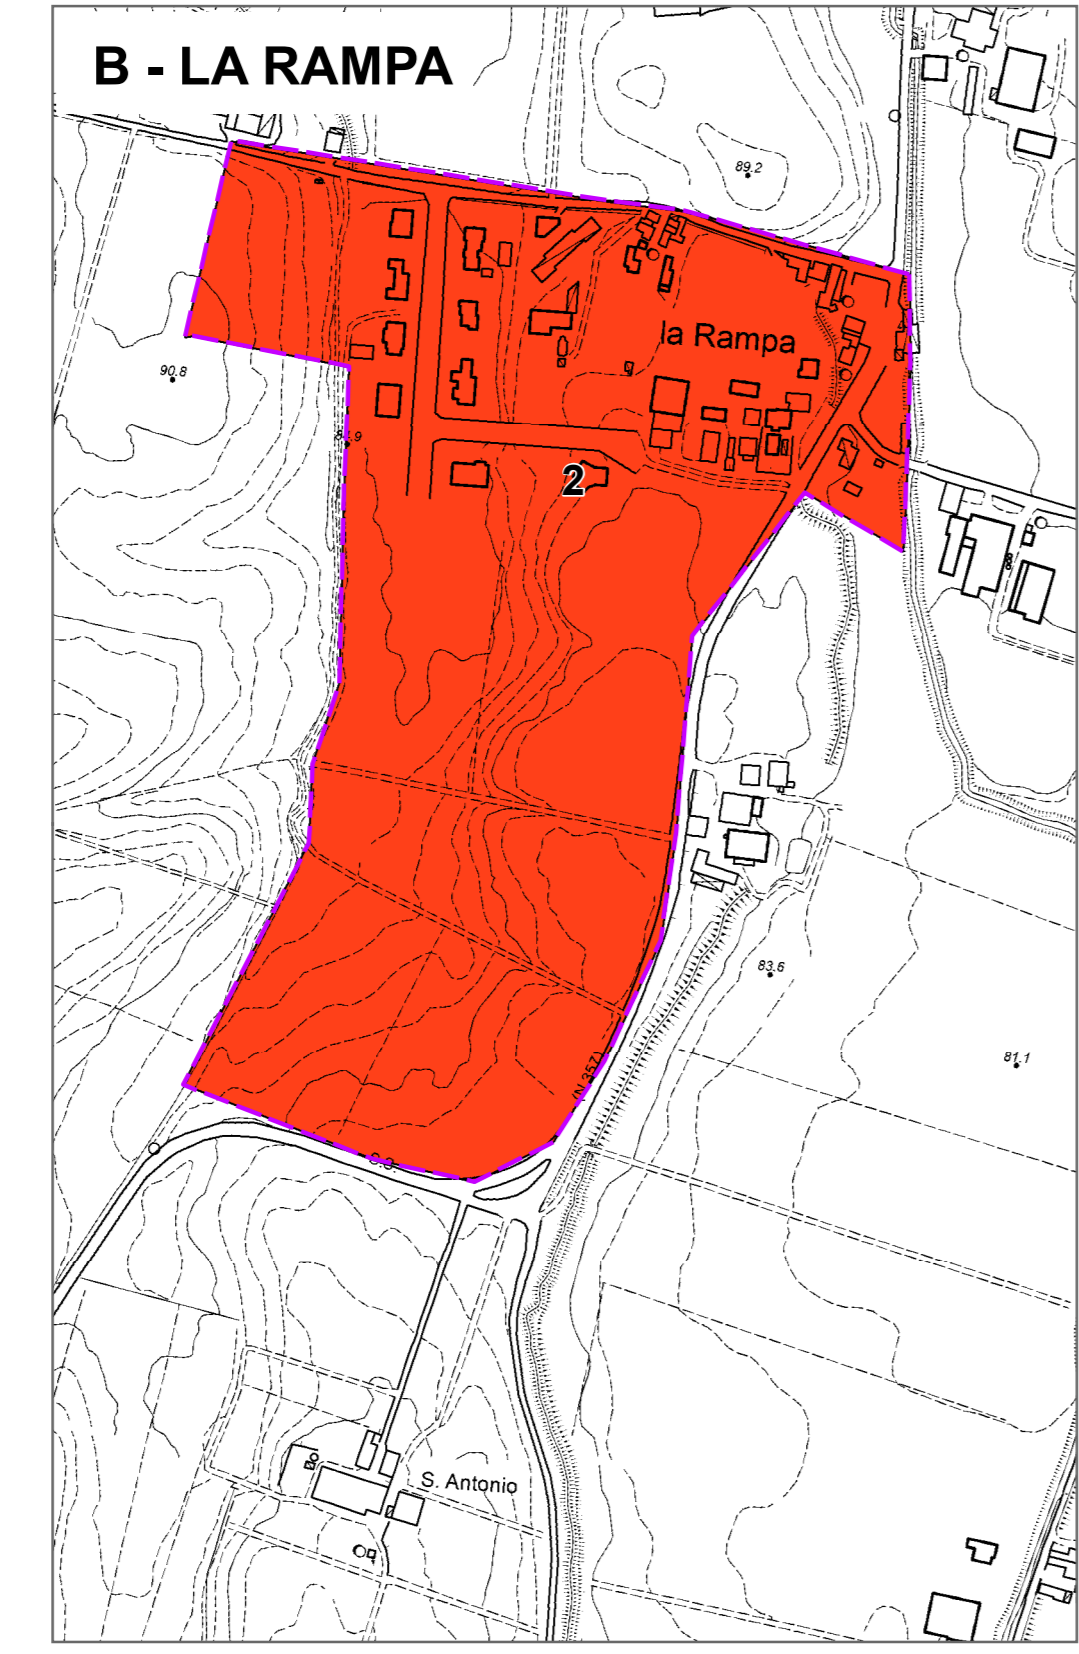 B - LA RAMPA
89.2
la Rampa
90.8
2
83.6
81.1
(N 357)
S. Antonio